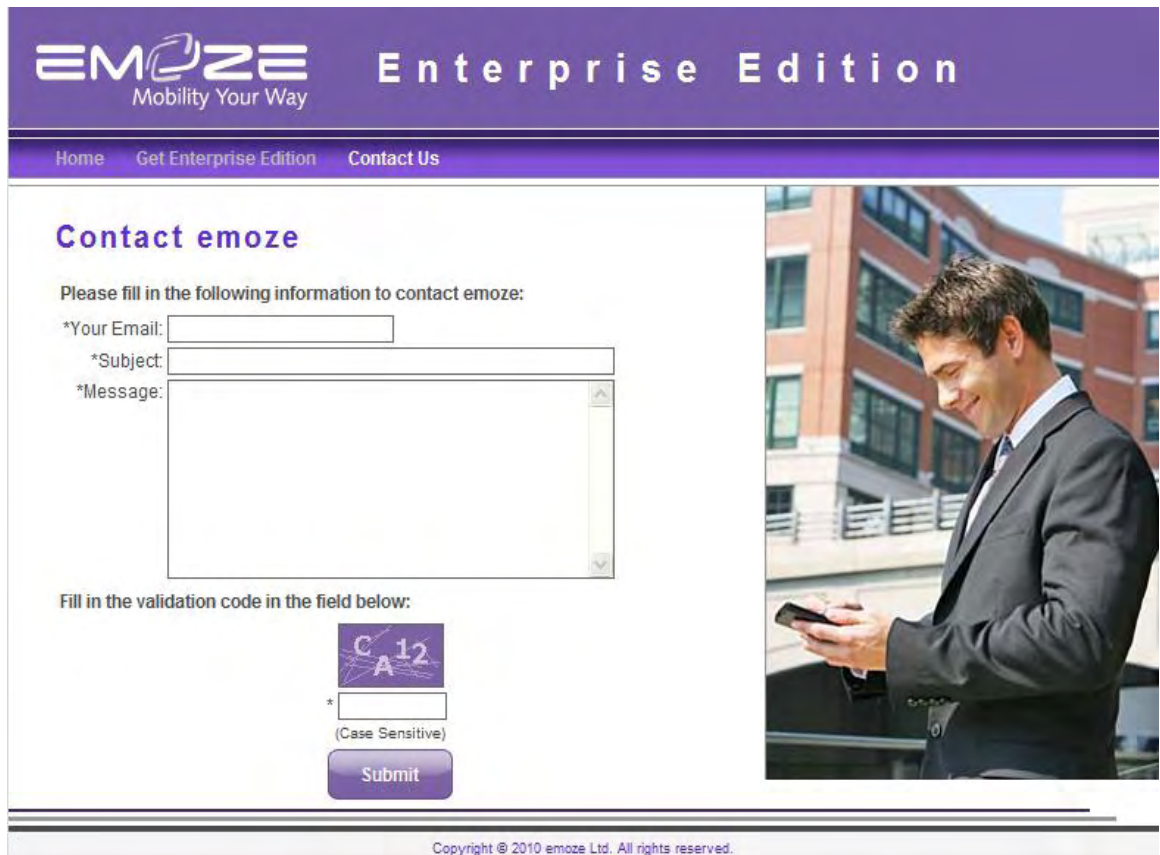 EMOZE
Mobility Your Way
Enterprise Edition
Home Get Enterprise Edition Contact Us
Contact emoze
Please fill in the following information to contact emoze:
*Your Email:
*Subject:
*Message:
Fill in the validation code in the field below:
CA12
*
(Case Sensitive)
Submit
Copyright © 2010 emoze Ltd. All rights reserved.